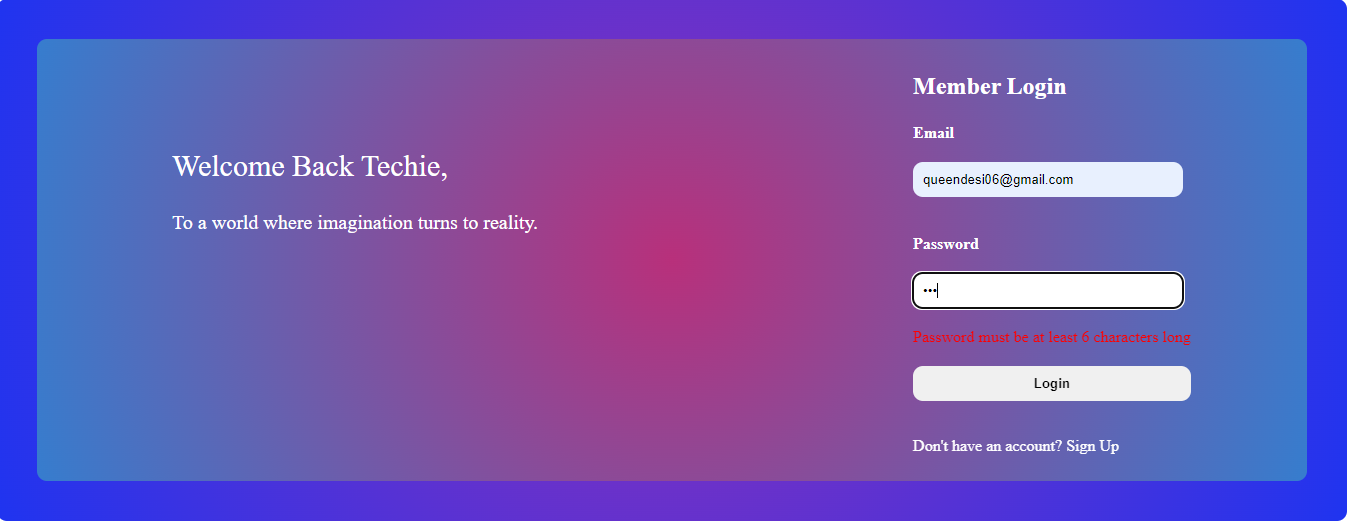 Welcome Back Techie,
To a world where imagination turns to reality.
Member Login
Email
queendesi06@gmail.com
Password
•••
Password must be at least 6 characters long
Login
Don't have an account? Sign Up